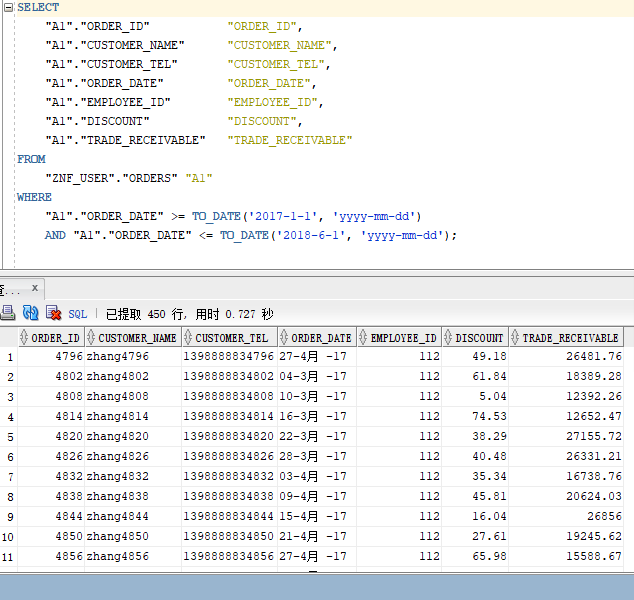 SELECT
"A1"."ORDER_ID" "ORDER_ID",
"A1"."CUSTOMER_NAME" "CUSTOMER_NAME",
"A1"."CUSTOMER_TEL" "CUSTOMER_TEL",
"A1"."ORDER_DATE" "ORDER_DATE",
"A1"."EMPLOYEE_ID" "EMPLOYEE_ID",
"A1"."DISCOUNT" "DISCOUNT",
"A1"."TRADE_RECEIVABLE" "TRADE_RECEIVABLE"
FROM
"ZNF_USER"."ORDERS" "A1"
WHERE
"A1"."ORDER_DATE" >= TO_DATE('2017-1-1', 'yyyy-mm-dd')
AND "A1"."ORDER_DATE" <= TO_DATE('2018-6-1', 'yyyy-mm-dd');
查... x
SQL | 已提取 450 行, 用时 0.727 秒
ORDER_ID CUSTOMER_NAME CUSTOMER_TEL ORDER_DATE EMPLOYEE_ID DISCOUNT TRADE_RECEIVABLE
1 4796 zhang4796 1398888834796 27-4月 -17 112 49.18 26481.76
2 4802 zhang4802 1398888834802 04-3月 -17 112 61.84 18389.28
3 4808 zhang4808 1398888834808 10-3月 -17 112 5.04 12392.26
4 4814 zhang4814 1398888834814 16-3月 -17 112 74.53 12652.47
5 4820 zhang4820 1398888834820 22-3月 -17 112 38.29 27155.72
6 4826 zhang4826 1398888834826 28-3月 -17 112 40.48 26331.21
7 4832 zhang4832 1398888834832 03-4月 -17 112 35.34 16738.76
8 4838 zhang4838 1398888834838 09-4月 -17 112 45.81 20624.03
9 4844 zhang4844 1398888834844 15-4月 -17 112 16.04 26856
10 4850 zhang4850 1398888834850 21-4月 -17 112 27.61 19245.62
11 4856 zhang4856 1398888834856 27-4月 -17 112 65.98 15588.67